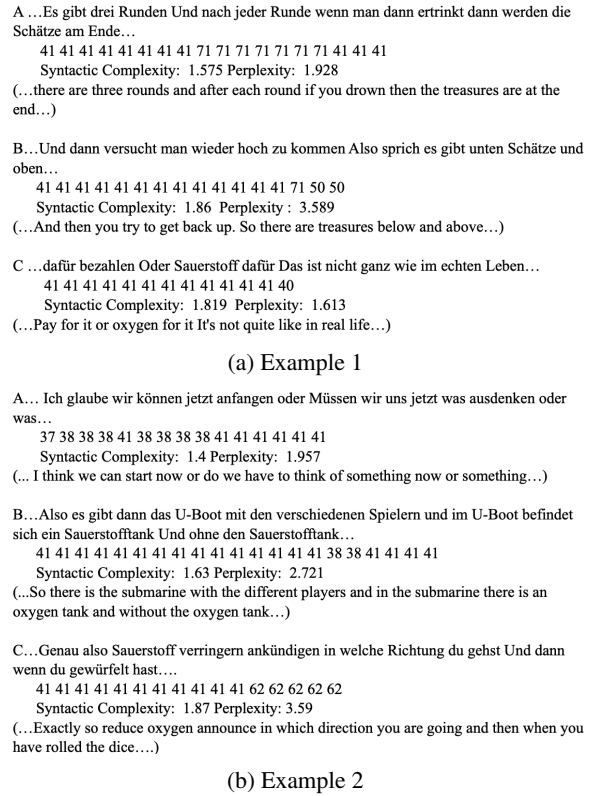 A …Es gibt drei Runden Und nach jeder Runde wenn man dann ertrinkt dann werden die
Schätze am Ende…
41 41 41 41 41 41 41 41 71 71 71 71 71 71 71 41 41 41
Syntactic Complexity: 1.575 Perplexity: 1.928
(…there are three rounds and after each round if you drown then the treasures are at the
end…)
B…Und dann versucht man wieder hoch zu kommen Also sprich es gibt unten Schätze und
oben…
41 41 41 41 41 41 41 41 41 41 41 41 41 71 50 50
Syntactic Complexity: 1.86 Perplexity : 3.589
(…And then you try to get back up. So there are treasures below and above…)
C …dafür bezahlen Oder Sauerstoff dafür Das ist nicht ganz wie im echten Leben…
41 41 41 41 41 41 41 41 41 41 41 41 40
Syntactic Complexity: 1.819 Perplexity: 1.613
(…Pay for it or oxygen for it It's not quite like in real life…)
(a) Example 1
A… Ich glaube wir können jetzt anfangen oder Müssen wir uns jetzt was ausdenken oder
was…
37 38 38 38 41 38 38 38 38 41 41 41 41 41 41
Syntactic Complexity: 1.4 Perplexity: 1.957
(... I think we can start now or do we have to think of something now or something…)
B…Also es gibt dann das U-Boot mit den verschiedenen Spielern und im U-Boot befindet
sich ein Sauerstofftank Und ohne den Sauerstofftank…
41 41 41 41 41 41 41 41 41 41 41 41 41 41 41 38 38 41 41 41 41
Syntactic Complexity: 1.63 Perplexity: 2.721
(...So there is the submarine with the different players and in the submarine there is an
oxygen tank and without the oxygen tank…)
C…Genau also Sauerstoff verringern ankündigen in welche Richtung du gehst Und dann
wenn du gewürfelt hast….
41 41 41 41 41 41 41 41 41 41 41 62 62 62 62 62
Syntactic Complexity: 1.87 Perplexity: 3.59
(…Exactly so reduce oxygen announce in which direction you are going and then when you
have rolled the dice….)
(b) Example 2